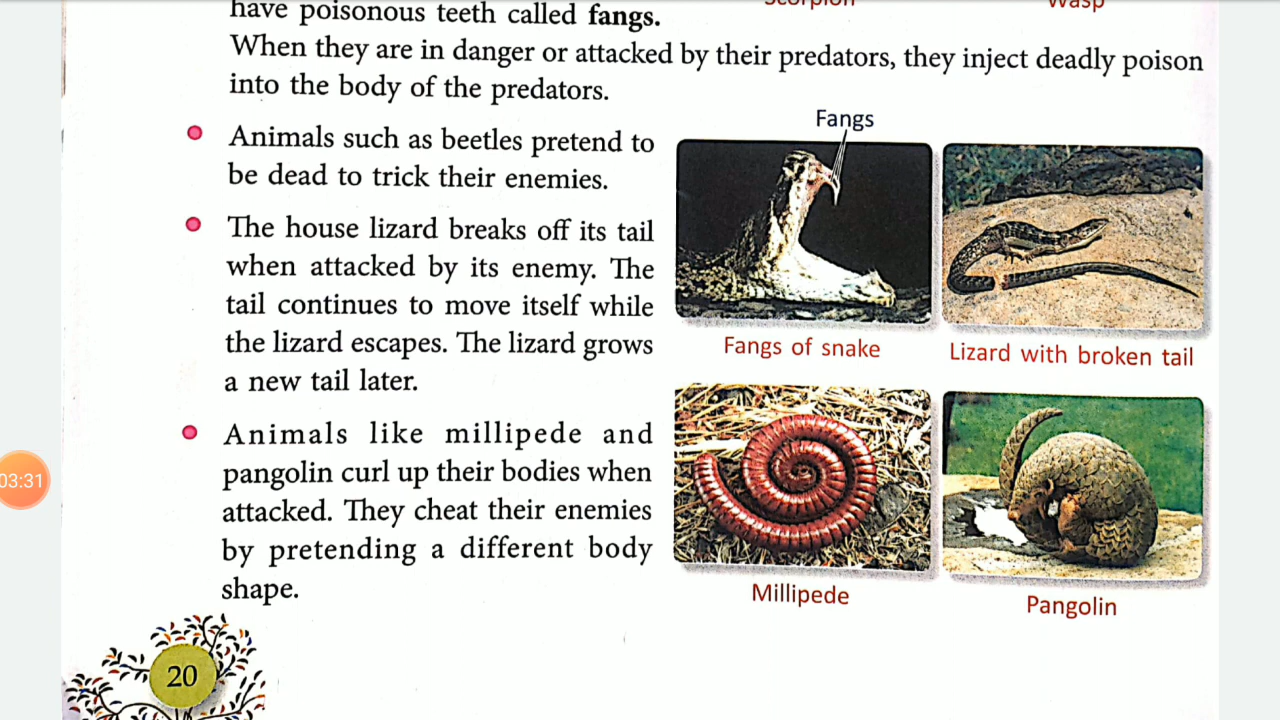 Scorpion
Wasp
have poisonous teeth called fangs.
When they are in danger or attacked by their predators, they inject deadly poison
into the body of the predators.
Animals such as beetles pretend to
be dead to trick their enemies.
The house lizard breaks off its tail
when attacked by its enemy. The
tail continues to move itself while
the lizard escapes. The lizard grows
a new tail later.
Animals like millipede and
pangolin curl up their bodies when
attacked. They cheat their enemies
by pretending a different body
shape.
Fangs
Fangs of snake
Lizard with broken tail
Millipede
Pangolin
03:31
20